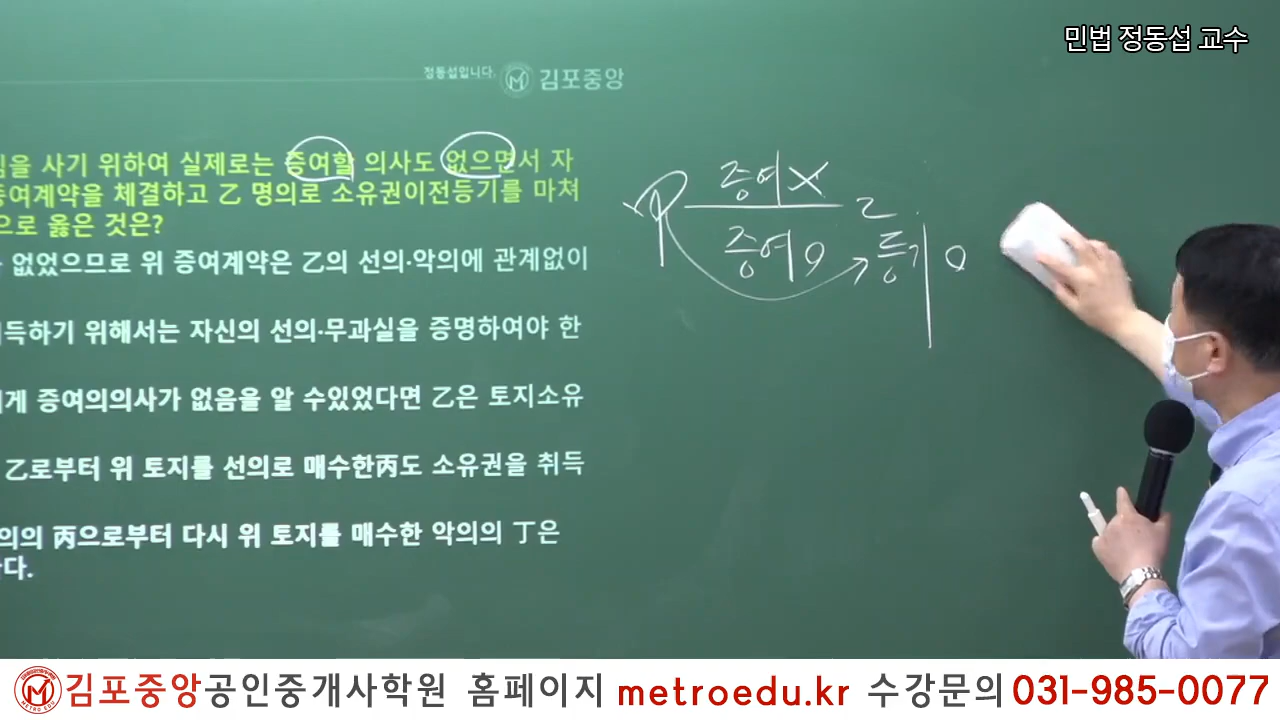 민법 정동섭 교수
정동섭입니다. 김포중앙
심을 사기 위하여 실제로는 증여할 의사도 없으면서 자
증여계약을 체결하고 乙 명의로 소유권이전등기를 마쳐
으로 옳은 것은?
없었으므로 위 증여계약은 乙의 선의·악의에 관계없이
득하기 위해서는 자신의 선의·무과실을 증명하여야 한
게 증여의의사가 없음을 알 수있었다면 乙은 토지소유
乙로부터 위 토지를 선의로 매수한丙도 소유권을 취득
의의 丙으로부터 다시 위 토지를 매수한 악의의 丁은
다.
증여 X
증여 O
乙
등기 O
김포중앙공인중개사학원 홈페이지 metroedu.kr 수강문의 031-985-0077
METRO EDU